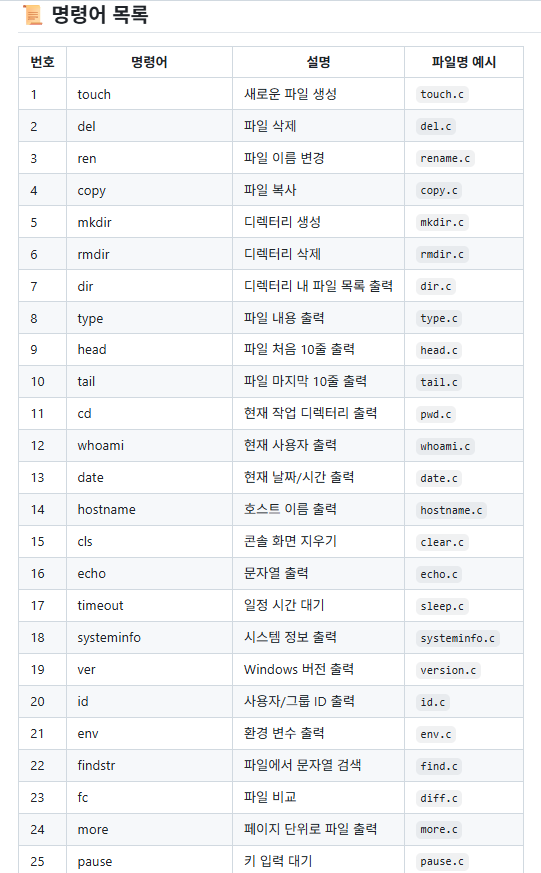 📜 명령어 목록
번호 명령어 설명 파일명 예시
1 touch 새로운 파일 생성 touch.c
2 del 파일 삭제 del.c
3 ren 파일 이름 변경 rename.c
4 copy 파일 복사 copy.c
5 mkdir 디렉터리 생성 mkdir.c
6 rmdir 디렉터리 삭제 rmdir.c
7 dir 디렉터리 내 파일 목록 출력 dir.c
8 type 파일 내용 출력 type.c
9 head 파일 처음 10줄 출력 head.c
10 tail 파일 마지막 10줄 출력 tail.c
11 cd 현재 작업 디렉터리 출력 pwd.c
12 whoami 현재 사용자 출력 whoami.c
13 date 현재 날짜/시간 출력 date.c
14 hostname 호스트 이름 출력 hostname.c
15 cls 콘솔 화면 지우기 clear.c
16 echo 문자열 출력 echo.c
17 timeout 일정 시간 대기 sleep.c
18 systeminfo 시스템 정보 출력 systeminfo.c
19 ver Windows 버전 출력 version.c
20 id 사용자/그룹 ID 출력 id.c
21 env 환경 변수 출력 env.c
22 findstr 파일에서 문자열 검색 find.c
23 fc 파일 비교 diff.c
24 more 페이지 단위로 파일 출력 more.c
25 pause 키 입력 대기 pause.c